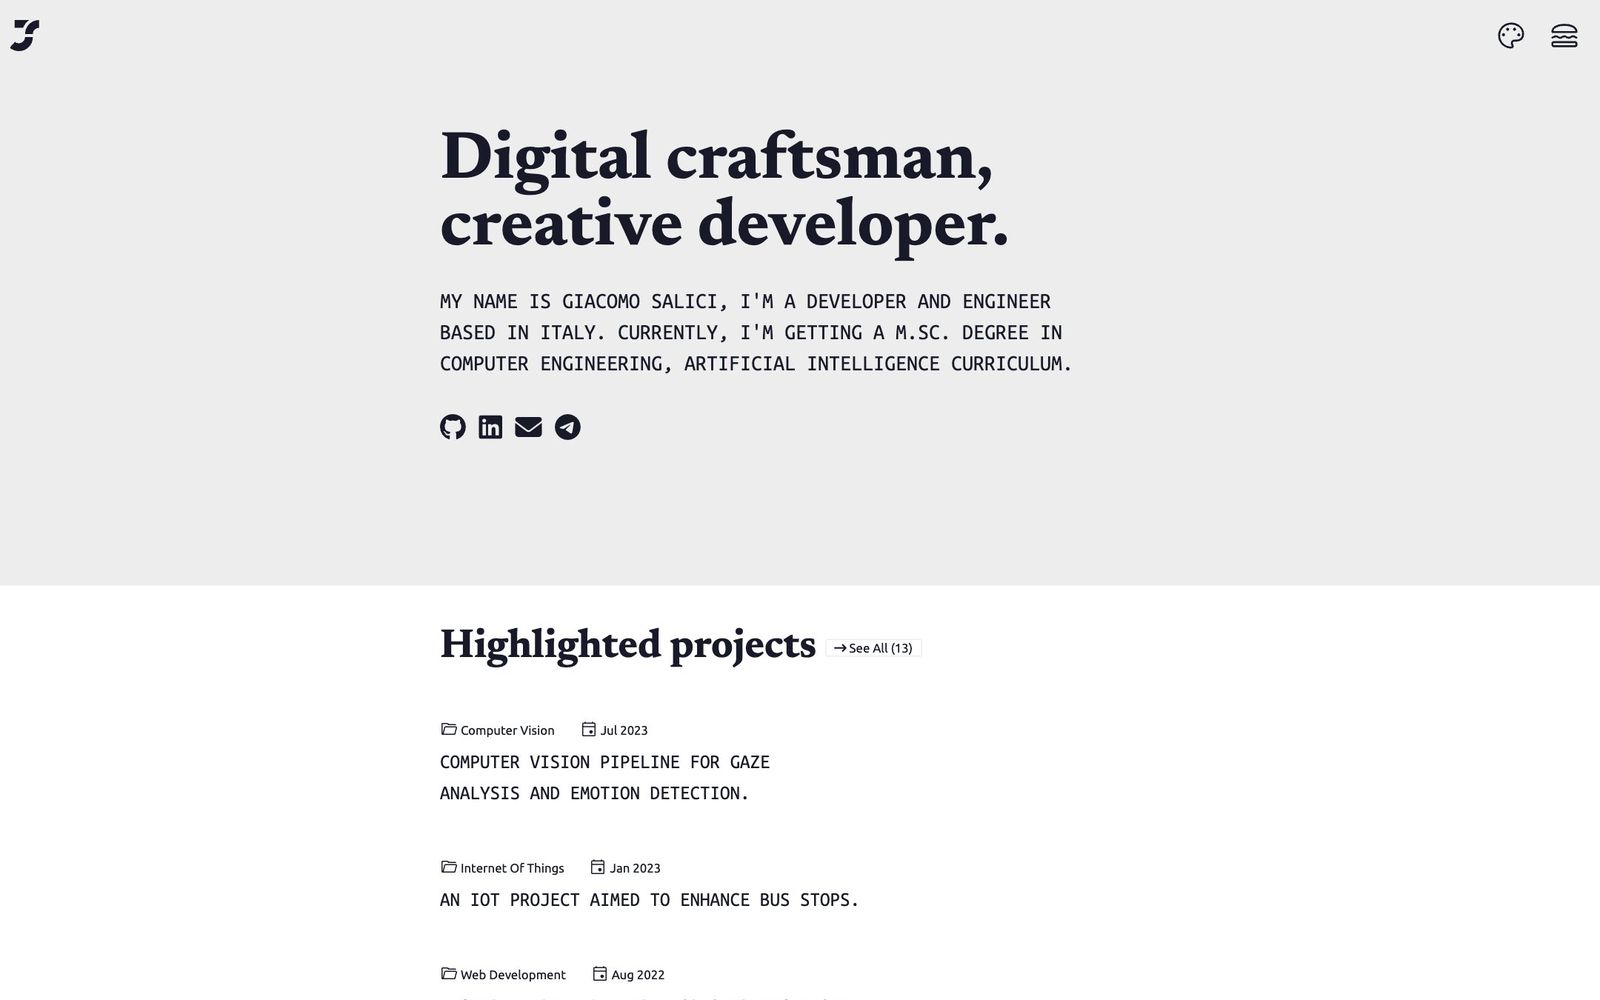 Digital craftsman,
creative developer.
MY NAME IS GIACOMO SALICI, I'M A DEVELOPER AND ENGINEER
BASED IN ITALY. CURRENTLY, I'M GETTING A M.SC. DEGREE IN
COMPUTER ENGINEERING, ARTIFICIAL INTELLIGENCE CURRICULUM.
Highlighted projects →See All (13)
Computer Vision Jul 2023
COMPUTER VISION PIPELINE FOR GAZE
ANALYSIS AND EMOTION DETECTION.
Internet Of Things Jan 2023
AN IOT PROJECT AIMED TO ENHANCE BUS STOPS.
Web Development Aug 2022